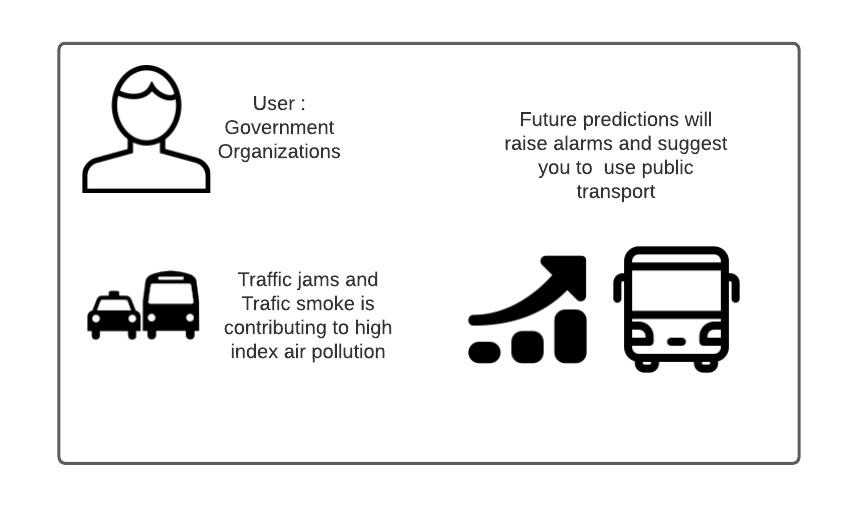 User :
Government
Organizations
Future predictions will
raise alarms and suggest
you to  use public
transport
Traffic jams and
Trafic smoke is
contributing to high
index air pollution